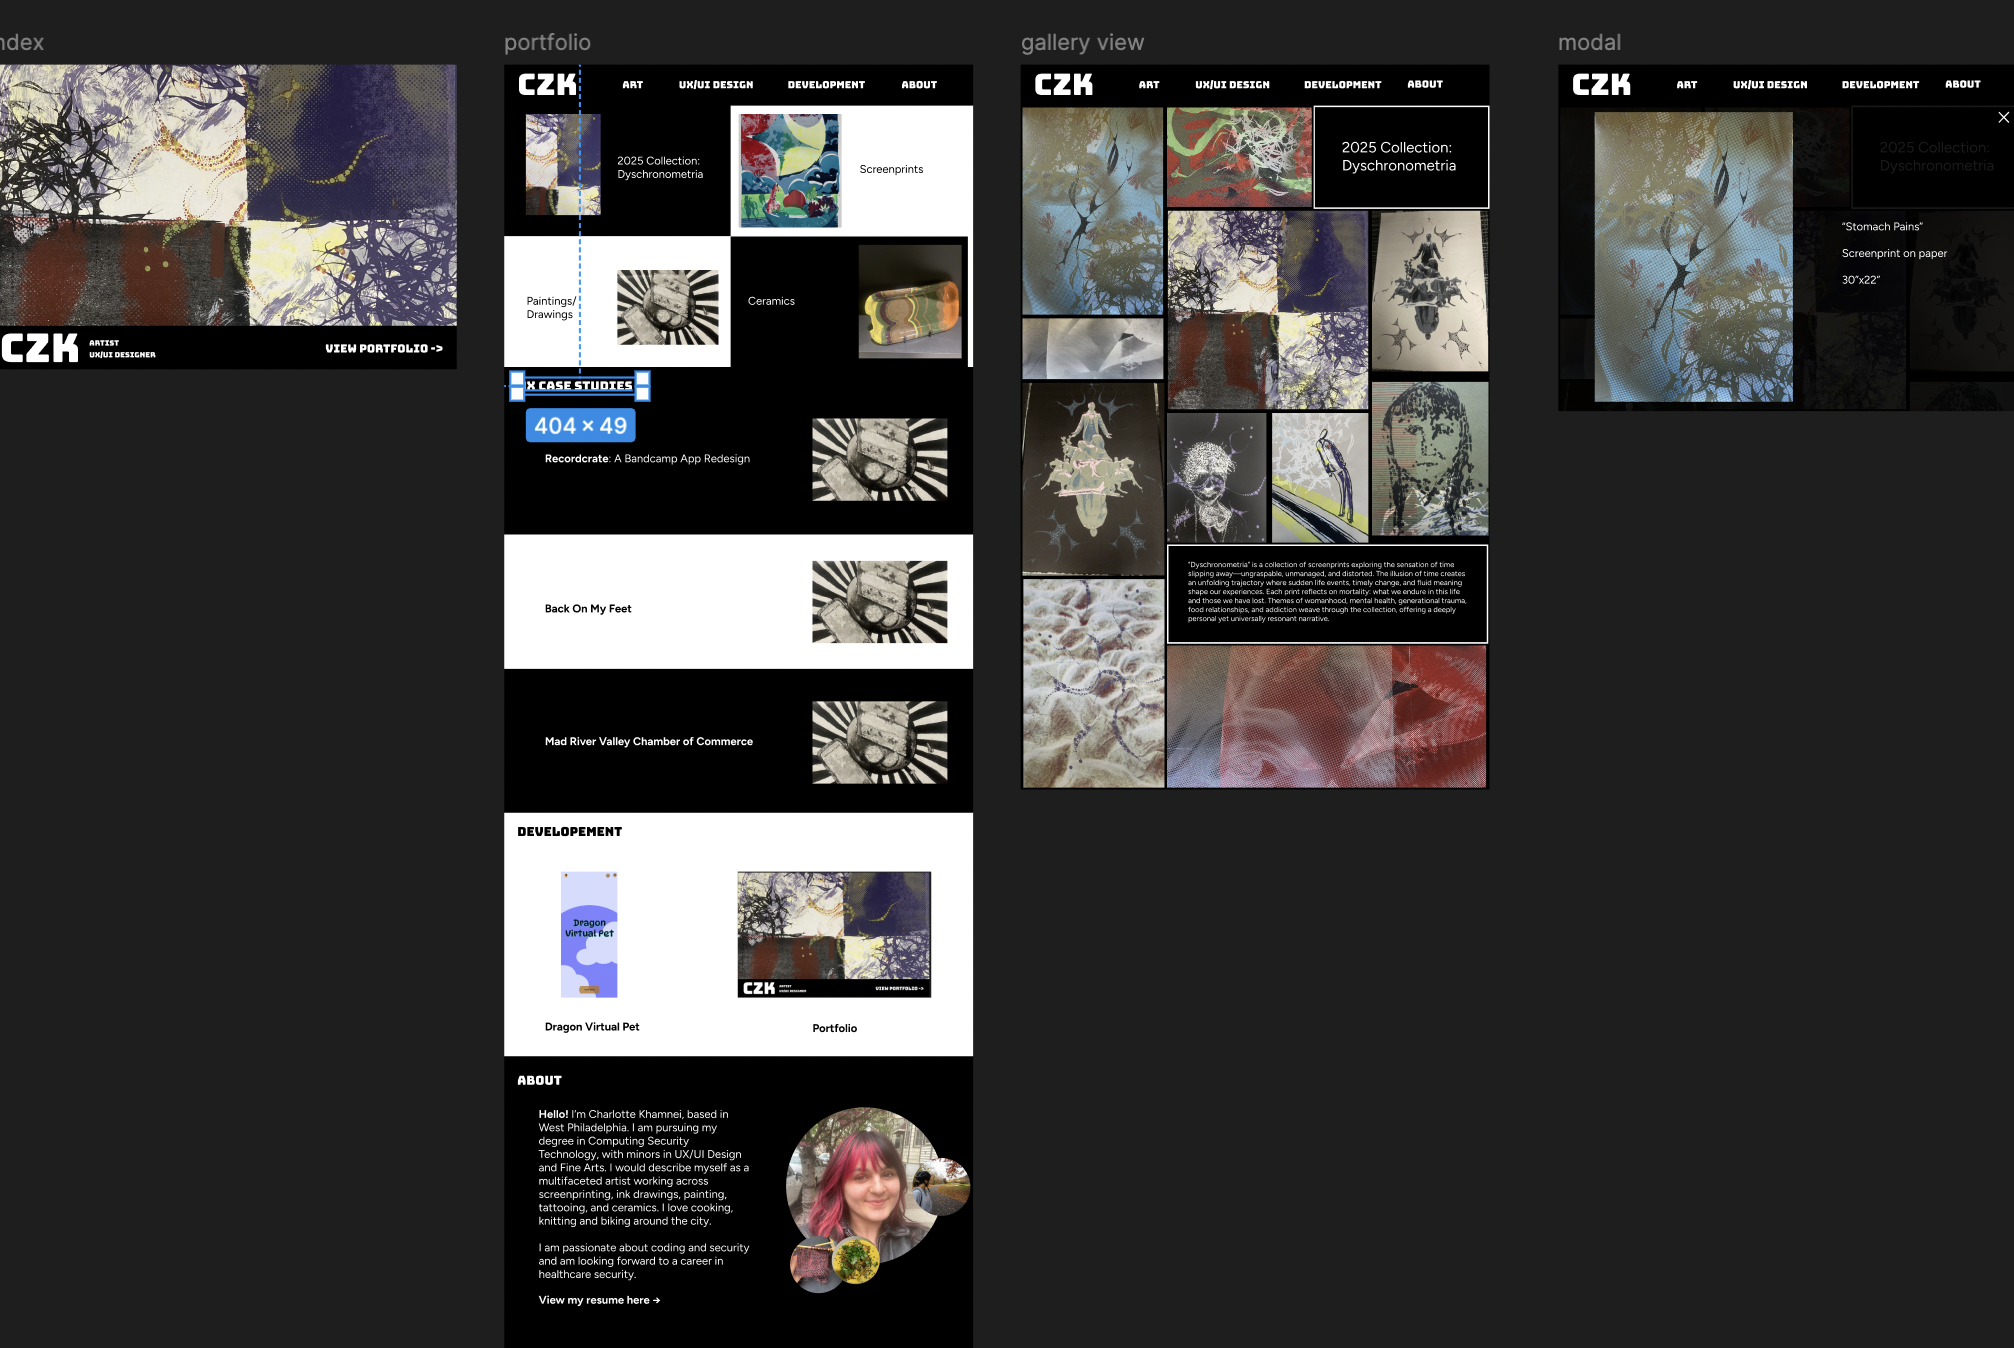 ndex
portfolio
gallery view
modal
CZK
ARTIST
UX/UI DESIGNER
VIEW PORTFOLIO ->
CZK
ART
UX/UI DESIGN
DEVELOPMENT
ABOUT
2025 Collection:
Dyschronometria
Screenprints
Paintings/
Drawings
Ceramics
X CASE STUDIES
404 × 49
Recordcrate: A Bandcamp App Redesign
Back On My Feet
Mad River Valley Chamber of Commerce
DEVELOPEMENT
Dragon
Virtual Pet
CZK
ARTIST
UX/UI DESIGNER
VIEW PORTFOLIO ->
Dragon Virtual Pet
Portfolio
ABOUT
Hello! I'm Charlotte Khamnei, based in
West Philadelphia. I am pursuing my
degree in Computing Security
Technology, with minors in UX/UI Design
and Fine Arts. I would describe myself as a
multifaceted artist working across
screenprinting, ink drawings, painting,
tattooing, and ceramics. I love cooking,
knitting and biking around the city.
I am passionate about coding and security
and am looking forward to a career in
healthcare security.
View my resume here →
CZK
ART
UX/UI DESIGN
DEVELOPMENT
ABOUT
2025 Collection:
Dyschronometria
"Dyschronometria" is a collection of screenprints exploring the sensation of time
slipping away—ungraspable, unmanaged, and distorted. The illusion of time creates
an unfolding trajectory where sudden life events, timely change, and fluid meaning
shape our experiences. Each print reflects on mortality: what we endure in this life
and those we have lost. Themes of womanhood, mental health, generational trauma,
food relationships, and addiction weave through the collection, offering a deeply
personal yet universally resonant narrative.
CZK
ART
UX/UI DESIGN
DEVELOPMENT
ABOUT
2025 Collection:
Dyschronometria
"Stomach Pains"
Screenprint on paper
30"x22"